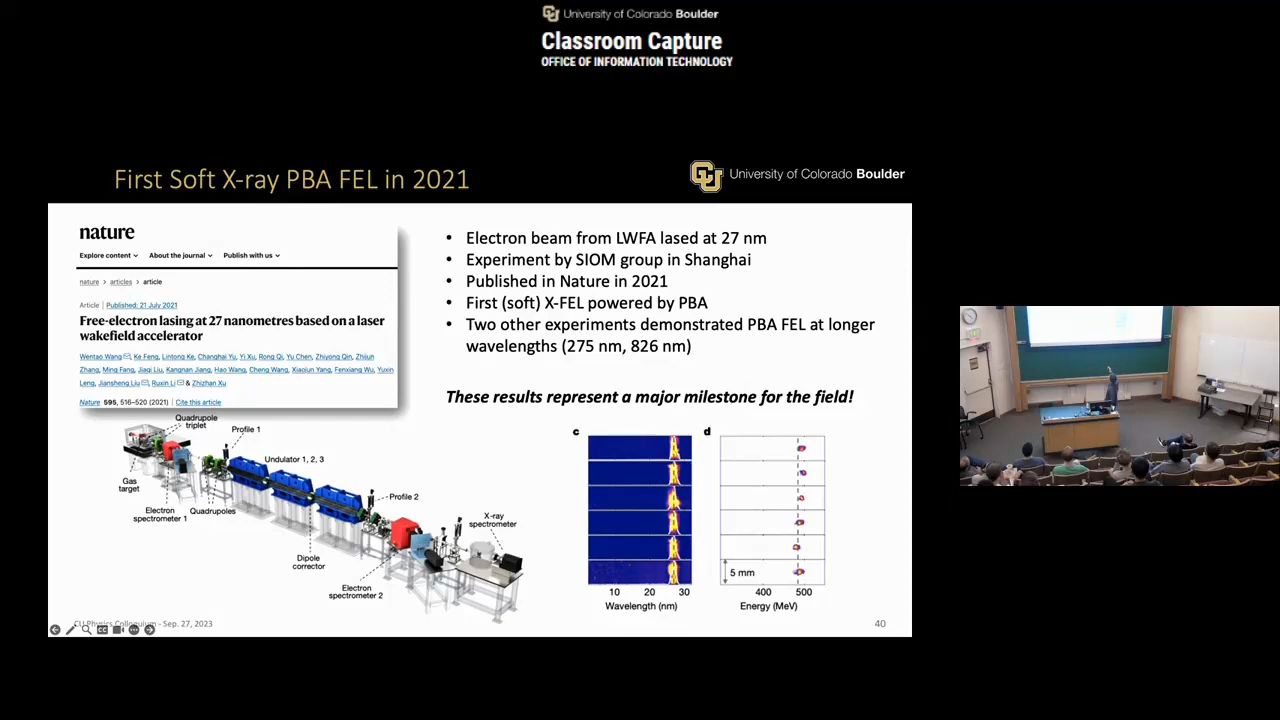 University of Colorado Boulder
Classroom Capture
OFFICE OF INFORMATION TECHNOLOGY
First Soft X-ray PBA FEL in 2021
University of Colorado Boulder
nature
Explore content
About the journal
Publish with us
nature > articles > article
Article | Published: 21 July 2021
Free-electron lasing at 27 nanometres based on a laser
wakefield accelerator
Wentao Wang, Ke Feng, Lintong Ke, Changhai Yu, Yi Xu, Rong Qi, Yu Chen, Zhiyong Qin, Zhijun
Zhang, Ming Fang, Jiaqi Liu, Kangnan Jiang, Hao Wang, Cheng Wang, Xiaojun Yang, Fenxiang Wu, Yuxin
Leng, Jiansheng Liu, Ruxin Li & Zhizhan Xu
Nature 595, 516–520 (2021) | Cite this article
• Electron beam from LWFA lased at 27 nm
• Experiment by SIOM group in Shanghai
• Published in Nature in 2021
• First (soft) X-FEL powered by PBA
• Two other experiments demonstrated PBA FEL at longer
wavelengths (275 nm, 826 nm)
These results represent a major milestone for the field!
Quadrupole
triplet
Profile 1
Undulator 1, 2, 3
Gas
target
Electron
spectrometer 1
Quadrupoles
Profile 2
X-ray
spectrometer
Dipole
corrector
Electron
spectrometer 2
c
10 20 30
Wavelength (nm)
d
5 mm
400 500
Energy (MeV)
CU Physics Colloquium - Sep. 27, 2023
40